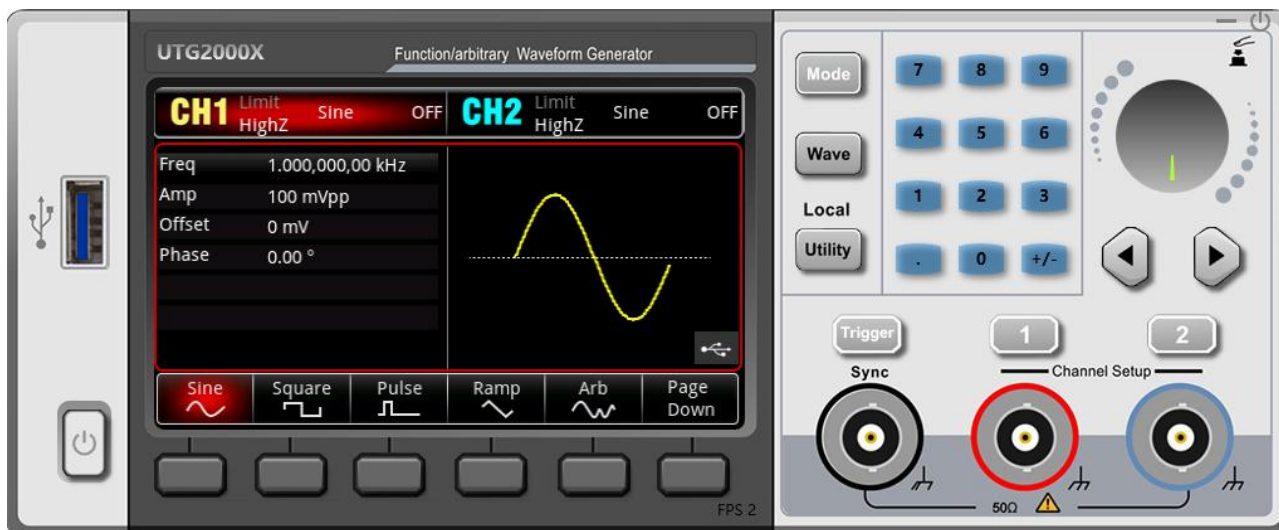 UTG2000X Function/arbitrary Waveform Generator
CH1 Limit HighZ Sine OFF CH2 Limit HighZ Sine OFF
Freq 1.000,000,00 kHz
Amp 100 mVpp
Offset 0 mV
Phase 0.00 °
Sine Square Pulse Ramp Arb Page Down
FPS 2
Mode 7 8 9
Wave 4 5 6
Local 1 2 3
Utility . 0 +/-
Trigger 1 2
Sync Channel Setup
50Ω